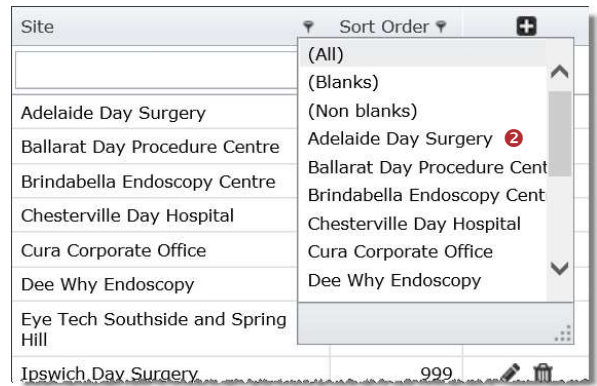 Site Sort Order
(All)
(Blanks)
(Non blanks)
Adelaide Day Surgery 2
Ballarat Day Procedure Cent
Brindabella Endoscopy Cent
Chesterville Day Hospital
Cura Corporate Office
Dee Why Endoscopy
Adelaide Day Surgery
Ballarat Day Procedure Centre
Brindabella Endoscopy Centre
Chesterville Day Hospital
Cura Corporate Office
Dee Why Endoscopy
Eye Tech Southside and Spring
Hill
Ipswich Day Surgery 999